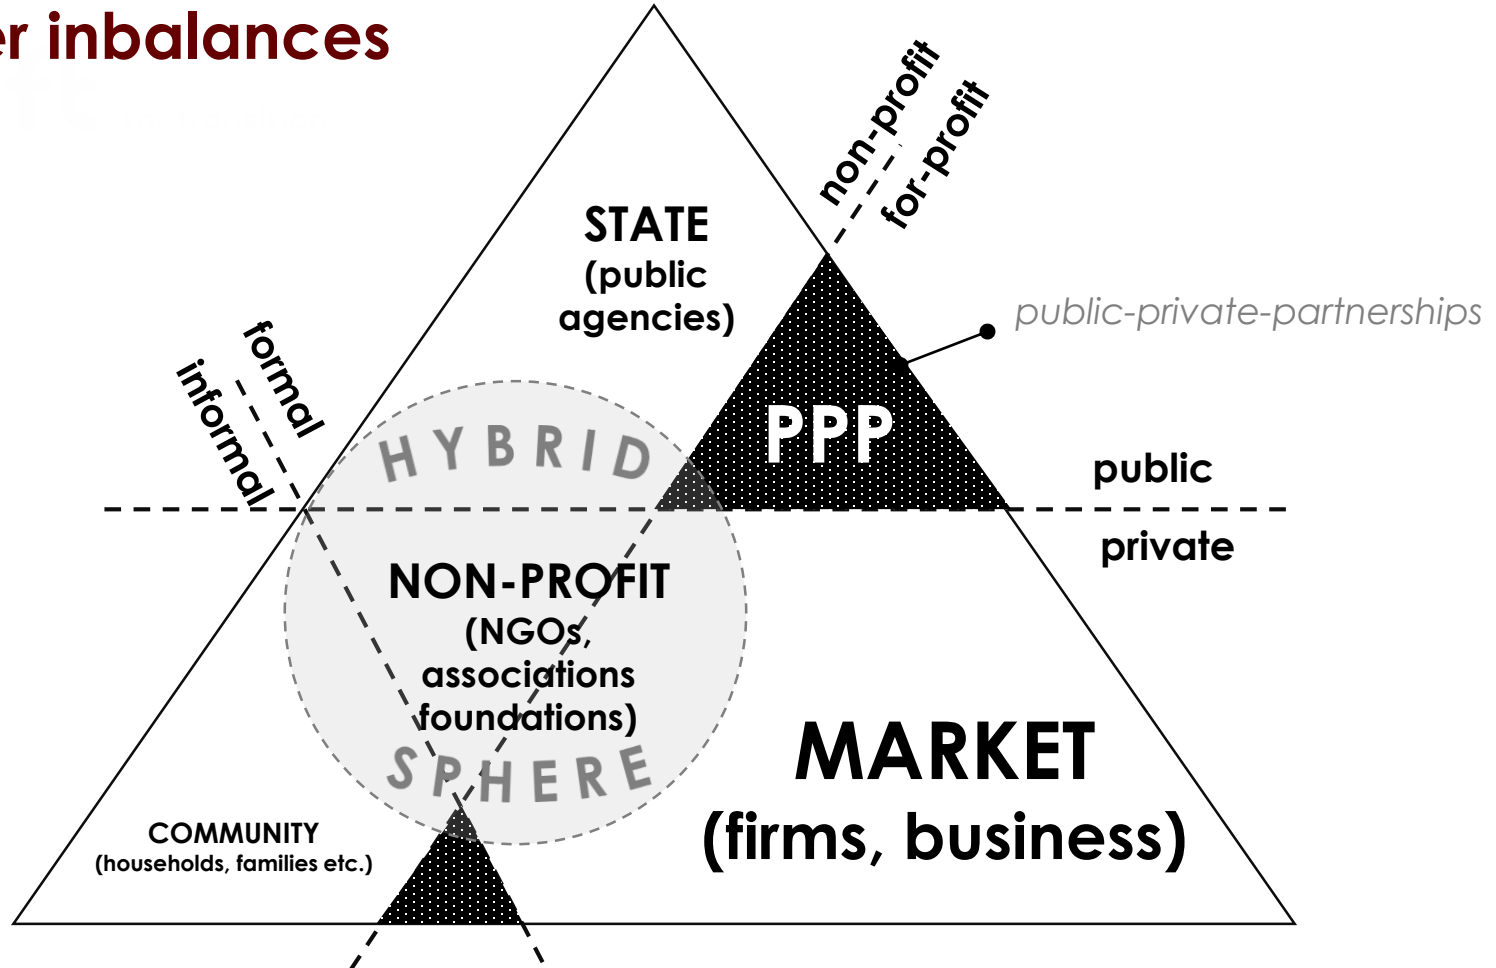 er inbalances
non-profit
for-profit
STATE
(public
agencies)
public-private-partnerships
formal
informal
HYBRID
PPP
public
private
NON-PROFIT
(NGOs,
associations
foundations)
SPHERE
MARKET
(firms, business)
COMMUNITY
(households, families etc.)